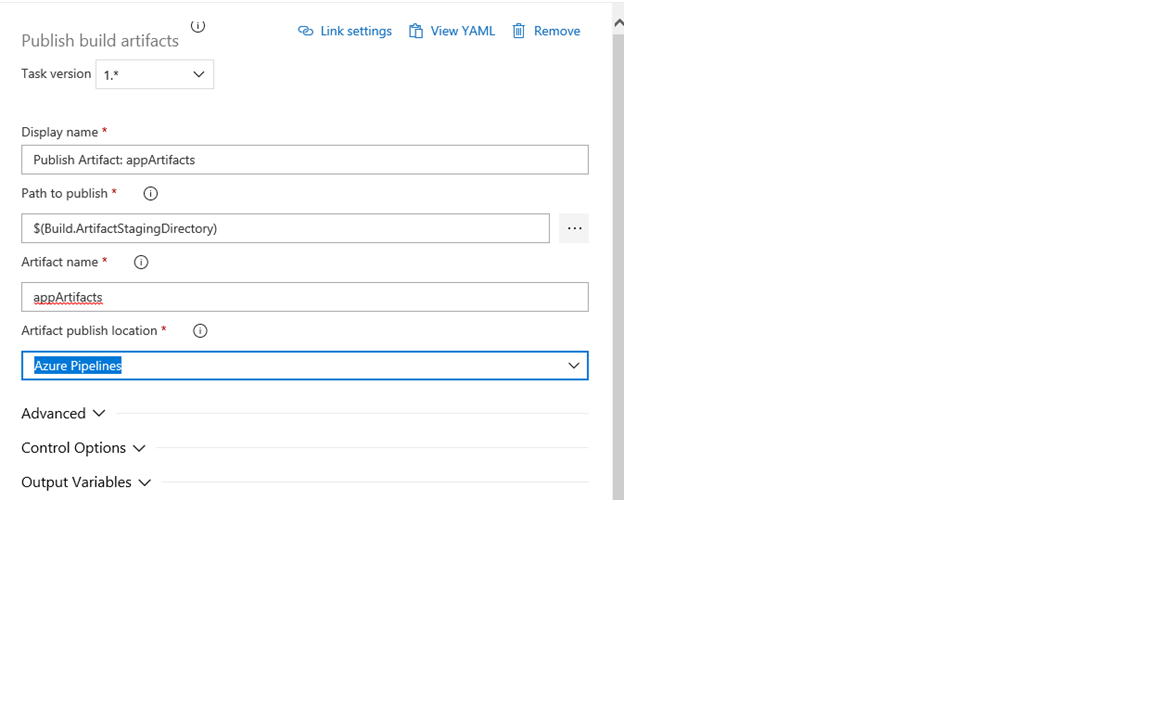 Publish build artifacts
Link settings View YAML Remove
Task version 1.*
Display name *
Publish Artifact: appArtifacts
Path to publish *
$(Build.ArtifactStagingDirectory)
...
Artifact name *
appArtifacts
Artifact publish location *
Azure Pipelines
Advanced
Control Options
Output Variables